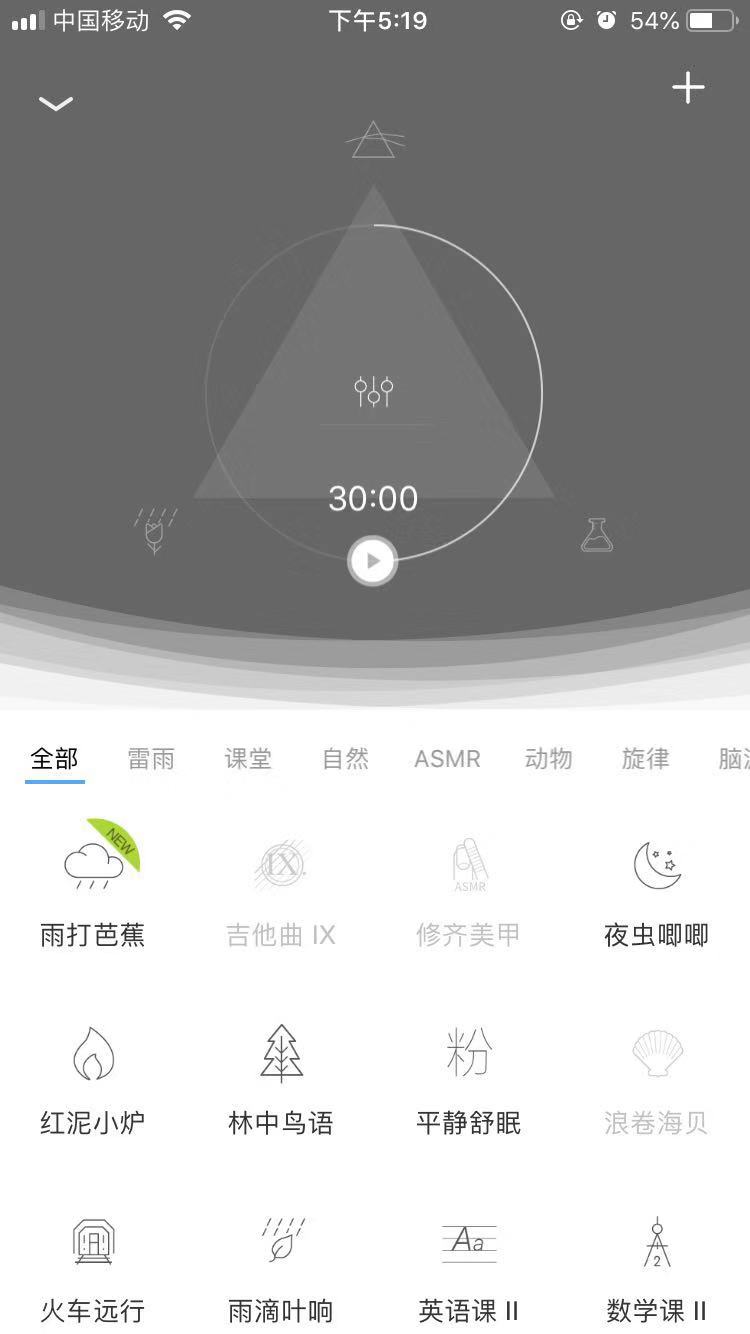 中国移动 下午5:19 54%
30:00
全部 雷雨 课堂 自然 ASMR 动物 旋律 脑
NEW IX. ASMR
雨打芭蕉 吉他曲 IX 修齐美甲 夜虫唧唧
粉
红泥小炉 林中鸟语 平静舒眠 浪卷海贝
Aa 2
火车远行 雨滴叶响 英语课 II 数学课 II